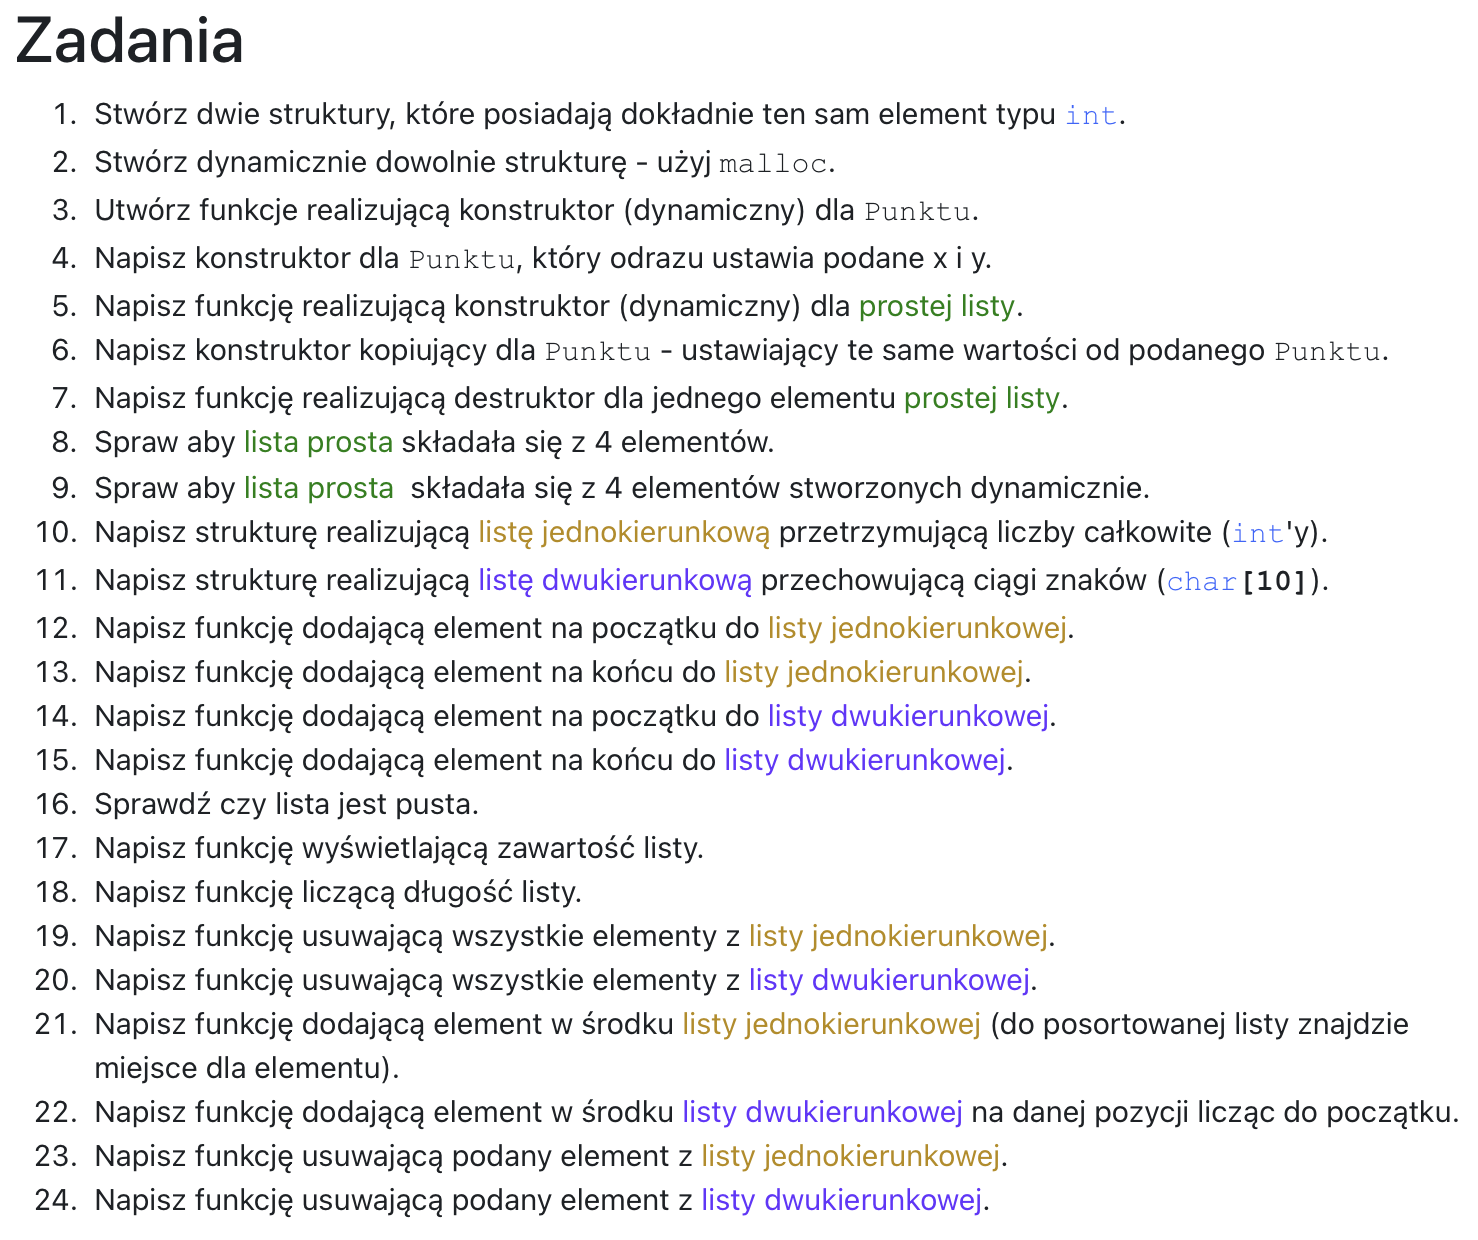 Zadania
1. Stwórz dwie struktury, które posiadają dokładnie ten sam element typu int.
2. Stwórz dynamicznie dowolnie strukturę - użyj malloc.
3. Utwórz funkcje realizującą konstruktor (dynamiczny) dla Punktu.
4. Napisz konstruktor dla Punktu, który odrazu ustawia podane x i y.
5. Napisz funkcję realizującą konstruktor (dynamiczny) dla prostej listy.
6. Napisz konstruktor kopiujący dla Punktu - ustawiający te same wartości od podanego Punktu.
7. Napisz funkcję realizującą destruktor dla jednego elementu prostej listy.
8. Spraw aby lista prosta składała się z 4 elementów.
9. Spraw aby lista prosta  składała się z 4 elementów stworzonych dynamicznie.
10. Napisz strukturę realizującą listę jednokierunkową przetrzymującą liczby całkowite (int'y).
11. Napisz strukturę realizującą listę dwukierunkową przechowującą ciągi znaków (char[10]).
12. Napisz funkcję dodającą element na początku do listy jednokierunkowej.
13. Napisz funkcję dodającą element na końcu do listy jednokierunkowej.
14. Napisz funkcję dodającą element na początku do listy dwukierunkowej.
15. Napisz funkcję dodającą element na końcu do listy dwukierunkowej.
16. Sprawdź czy lista jest pusta.
17. Napisz funkcję wyświetlającą zawartość listy.
18. Napisz funkcję liczącą długość listy.
19. Napisz funkcję usuwającą wszystkie elementy z listy jednokierunkowej.
20. Napisz funkcję usuwającą wszystkie elementy z listy dwukierunkowej.
21. Napisz funkcję dodającą element w środku listy jednokierunkowej (do posortowanej listy znajdzie
miejsce dla elementu).
22. Napisz funkcję dodającą element w środku listy dwukierunkowej na danej pozycji licząc do początku.
23. Napisz funkcję usuwającą podany element z listy jednokierunkowej.
24. Napisz funkcję usuwającą podany element z listy dwukierunkowej.